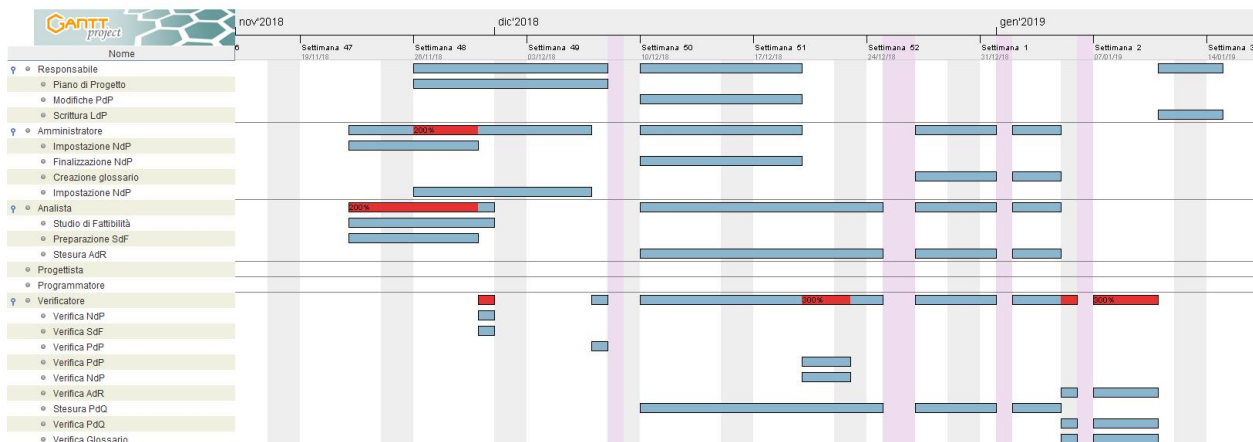 GANTT
project
nov'2018 dic'2018 gen'2019
6 Settimana 47 Settimana 48 Settimana 49 Settimana 50 Settimana 51 Settimana 52 Settimana 1 Settimana 2 Settimana 3
Nome 19/11/18 26/11/18 03/12/18 10/12/18 17/12/18 24/12/18 31/12/18 07/01/19 14/01/19
Responsabile
Piano di Progetto
Modifiche PdP
Scrittura LdP
Amministratore 200%
Impostazione NdP
Finalizzazione NdP
Creazione glossario
Impostazione NdP
Analista 200%
Studio di Fattibilità
Preparazione SdF
Stesura AdR
Progettista
Programmatore
Verificatore 300% 300%
Verifica NdP
Verifica SdF
Verifica PdP
Verifica PdP
Verifica NdP
Verifica AdR
Stesura PdQ
Verifica PdQ
Verifica Glossario